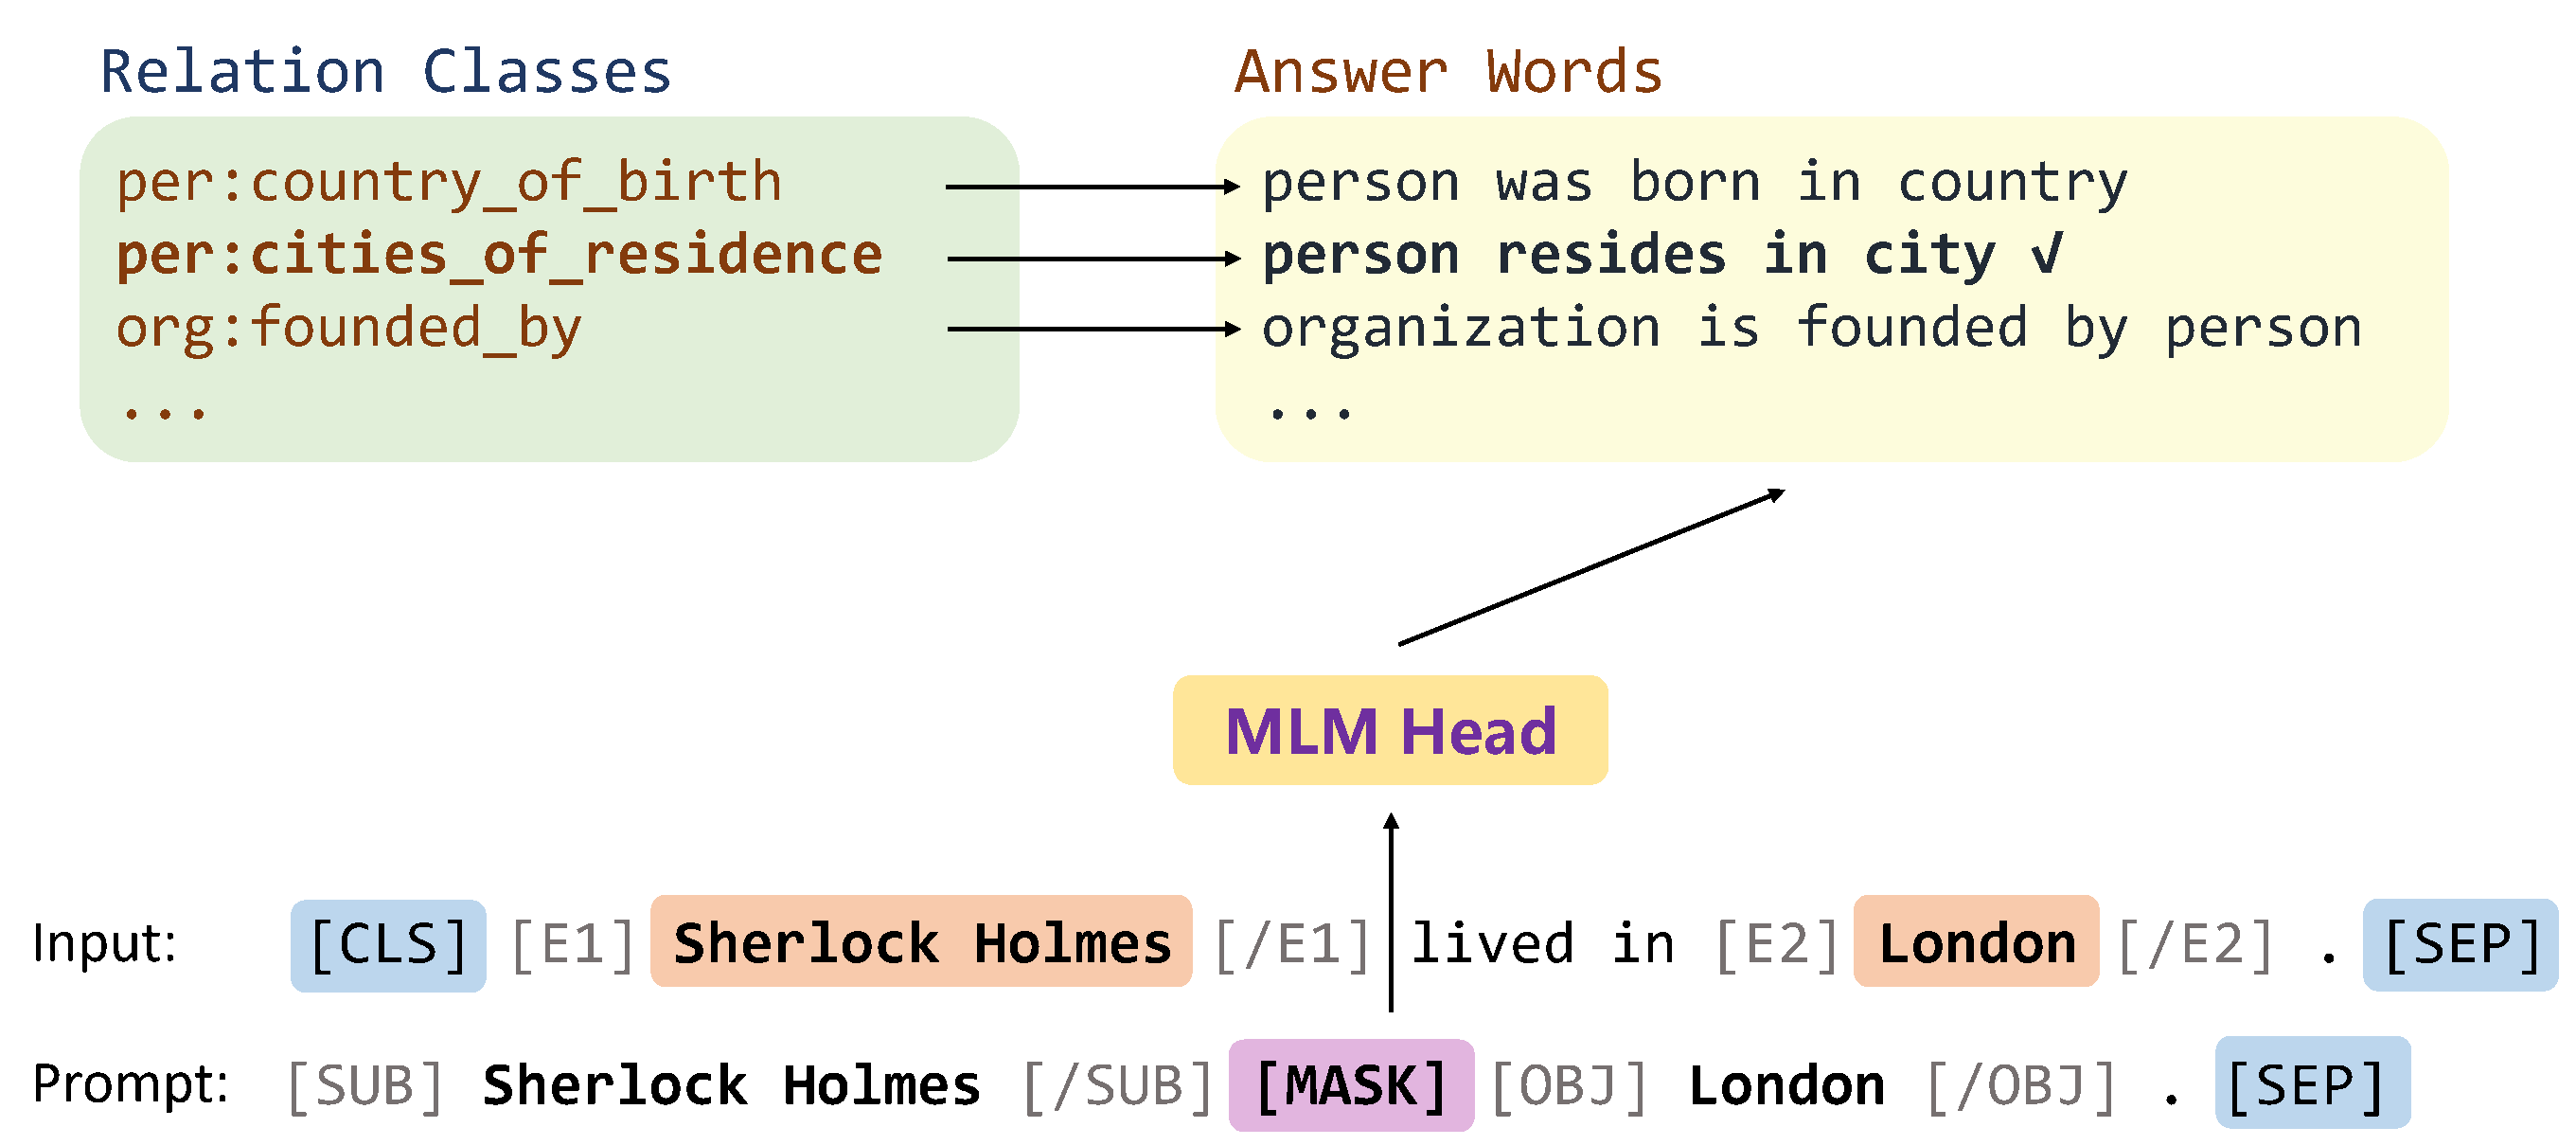 Relation Classes
per:country_of_birth
per:cities_of_residence
org:founded_by
...
Answer Words
person was born in country
person resides in city √
organization is founded by person
...
MLM Head
Input: [CLS] [E1] Sherlock Holmes [/E1] lived in [E2] London [/E2] . [SEP]
Prompt: [SUB] Sherlock Holmes [/SUB] [MASK] [OBJ] London [/OBJ] . [SEP]